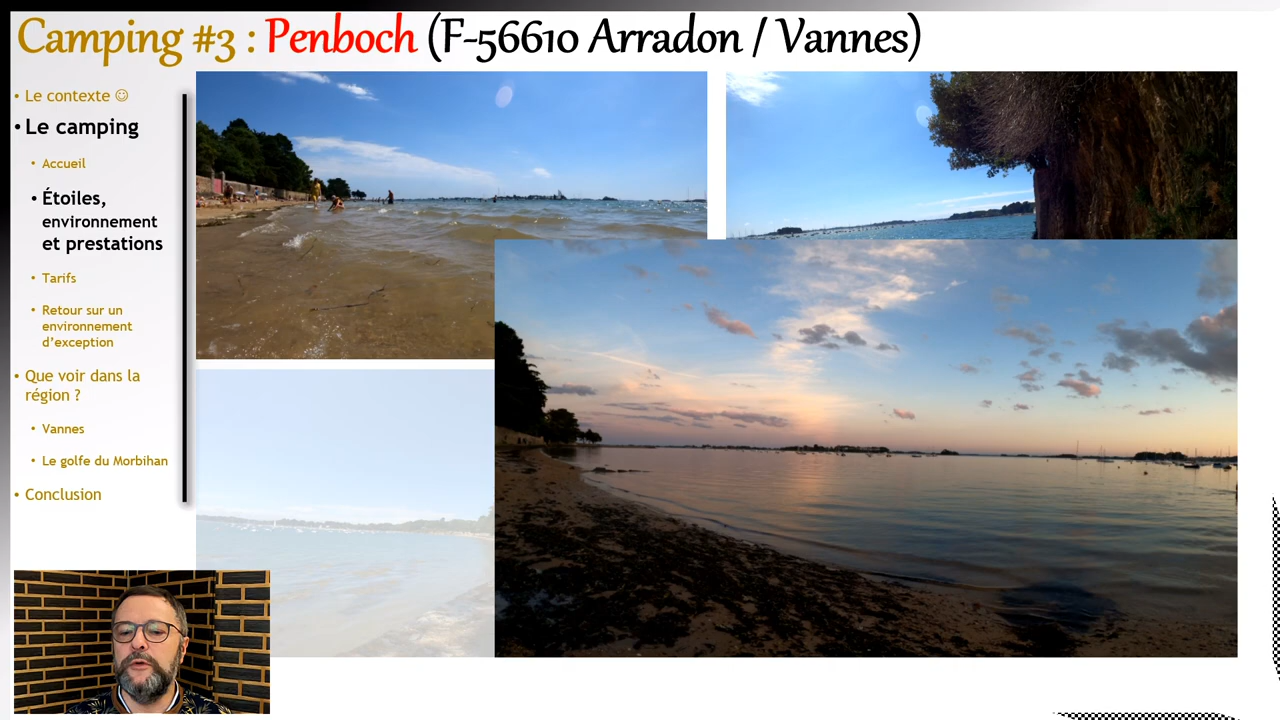 Camping #3 : Penboch (F-56610 Arradon / Vannes)
• Le contexte ☺
• Le camping
• Accueil
• Étoiles,
environnement
et prestations
• Tarifs
• Retour sur un
environnement
d’exception
• Que voir dans la
région ?
• Vannes
• Le golfe du Morbihan
• Conclusion